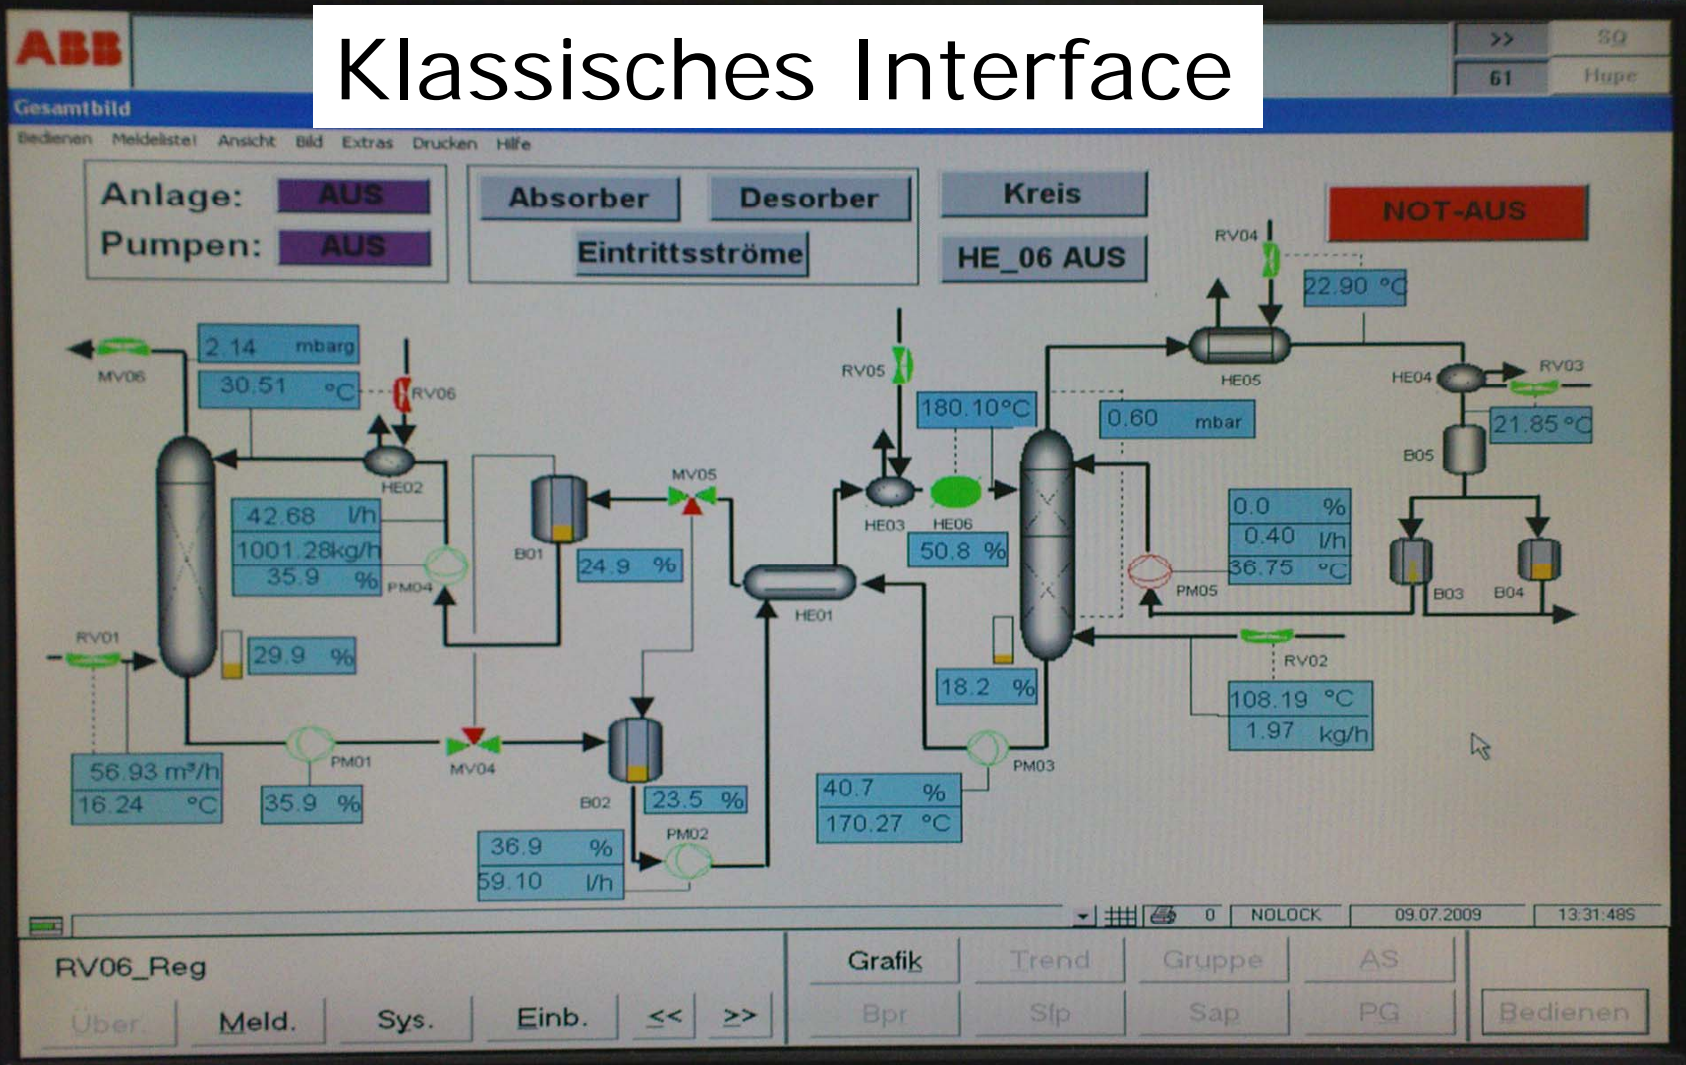 Klassisches Interface
ABB
>> SQ
61 Hupe
Gesamtbild
Bedienen Meldeliste! Ansicht Bild Extras Drucken Hilfe
Anlage: AUS
Pumpen: AUS
Absorber Desorber
Eintrittsströme
Kreis
HE_06 AUS
NOT-AUS
RV04
22.90 °C
HE05
HE04
RV03
21.85 °C
B05
MV06
2.14 mbarg
30.51 °C
RV06
HE02
RV05
180.10°C
0.60 mbar
MV05
HE03 HE06
50.8 %
42.68 l/h
1001.28kg/h
35.9 %
PM04
B01
24.9 %
HE01
0.0 %
0.40 l/h
36.75 °C
PM05
B03 B04
RV01
29.9 %
18.2 %
RV02
108.19 °C
1.97 kg/h
56.93 m³/h
16.24 °C
PM01
35.9 %
MV04
B02
23.5 %
PM02
36.9 %
59.10 l/h
PM03
40.7 %
170.27 °C
0 NOLOCK 09.07.2009 13:31:48S
RV06_Reg
Grafik Trend Gruppe AS
Über. Meld. Sys. Einb. << >>
Bpr Sfp Sap PG Bedienen